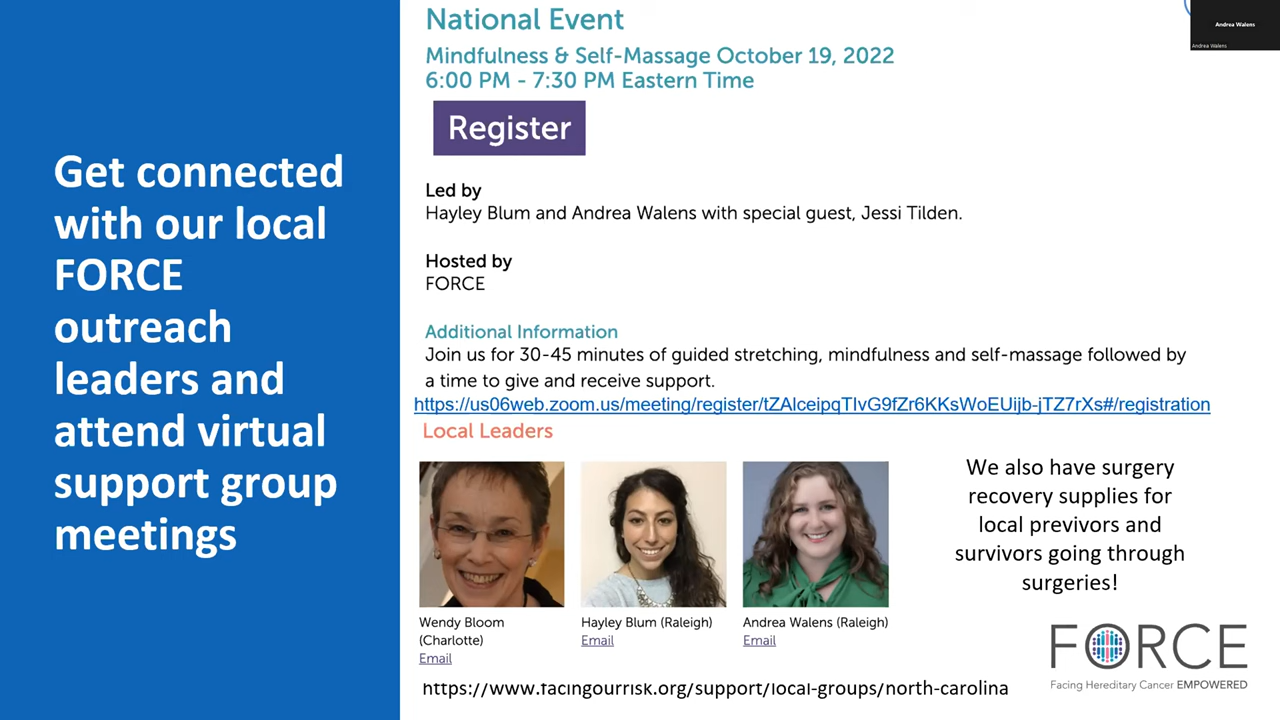 Get connected
with our local
FORCE
outreach
leaders and
attend virtual
support group
meetings
National Event
Mindfulness & Self-Massage October 19, 2022
6:00 PM - 7:30 PM Eastern Time
Register
Led by
Hayley Blum and Andrea Walens with special guest, Jessi Tilden.
Hosted by
FORCE
Additional Information
Join us for 30-45 minutes of guided stretching, mindfulness and self-massage followed by
a time to give and receive support.
https://us06web.zoom.us/meeting/register/tZAlceipqTIvG9fZr6KKsWoEUijb-jTZ7rXs#/registration
Local Leaders
Wendy Bloom
(Charlotte)
Email
Hayley Blum (Raleigh)
Email
Andrea Walens (Raleigh)
Email
We also have surgery
recovery supplies for
local previvors and
survivors going through
surgeries!
https://www.facingourrisk.org/support/local-groups/north-carolina
FORCE
Facing Hereditary Cancer EMPOWERED
Andrea Walens
Andrea Walens